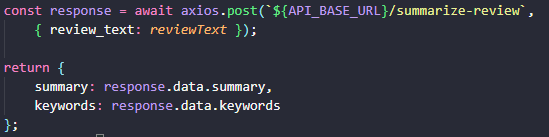 const response = await axios.post(`${API_BASE_URL}/summarize-review`,
    { review_text: reviewText });

return {
    summary: response.data.summary,
    keywords: response.data.keywords
};